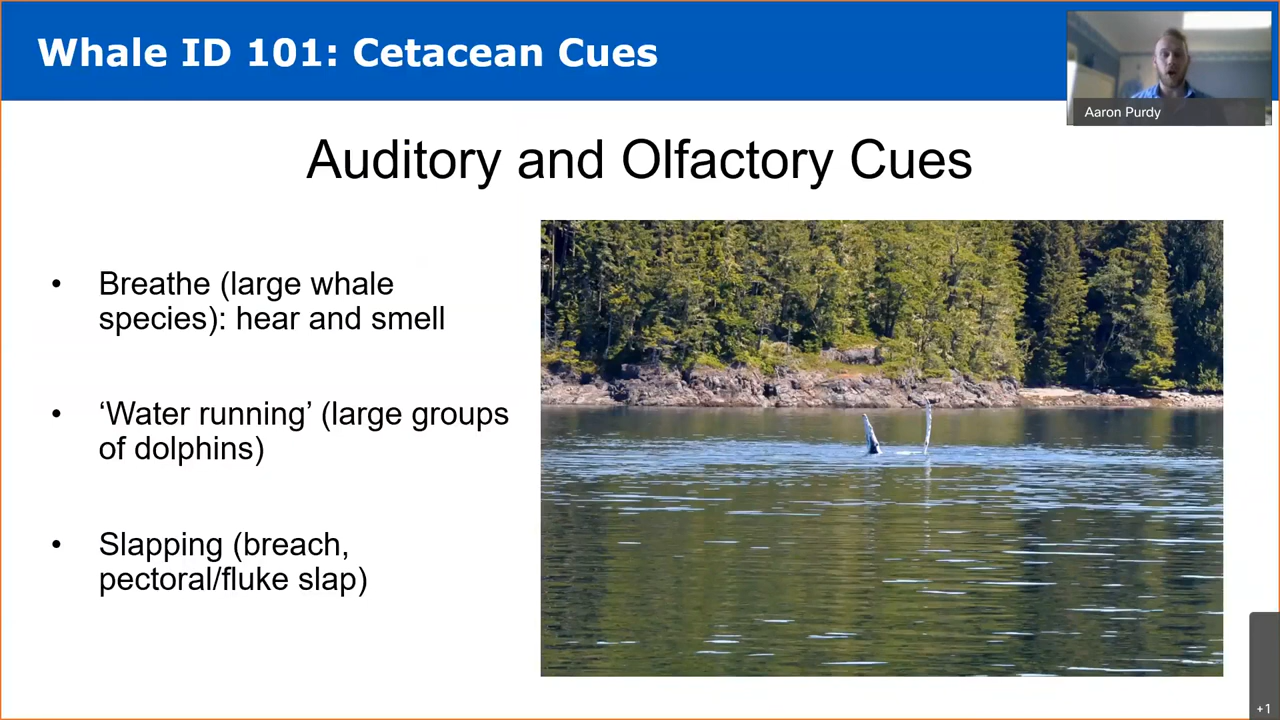 Whale ID 101: Cetacean Cues
Aaron Purdy
Auditory and Olfactory Cues
• Breathe (large whale
species): hear and smell
• ‘Water running’ (large groups
of dolphins)
• Slapping (breach,
pectoral/fluke slap)
+1